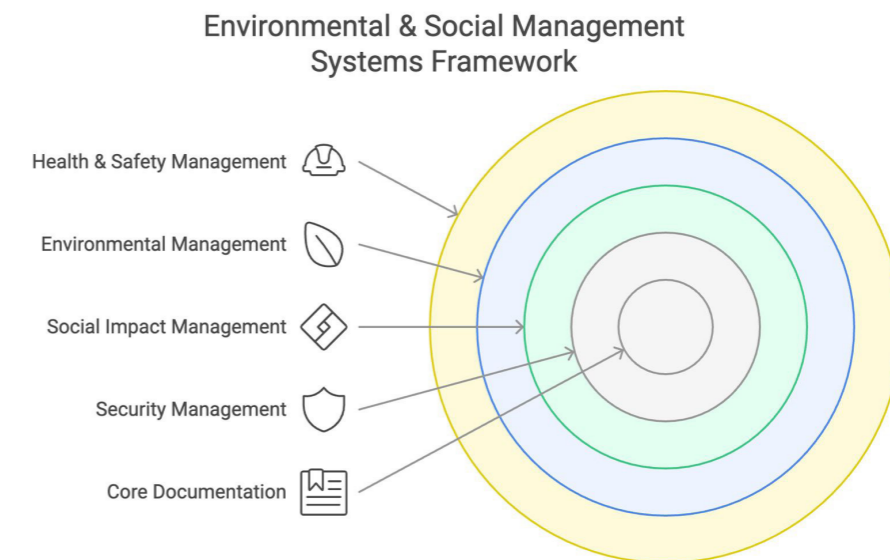 Environmental & Social Management
Systems Framework
Health & Safety Management
Environmental Management
Social Impact Management
Security Management
Core Documentation